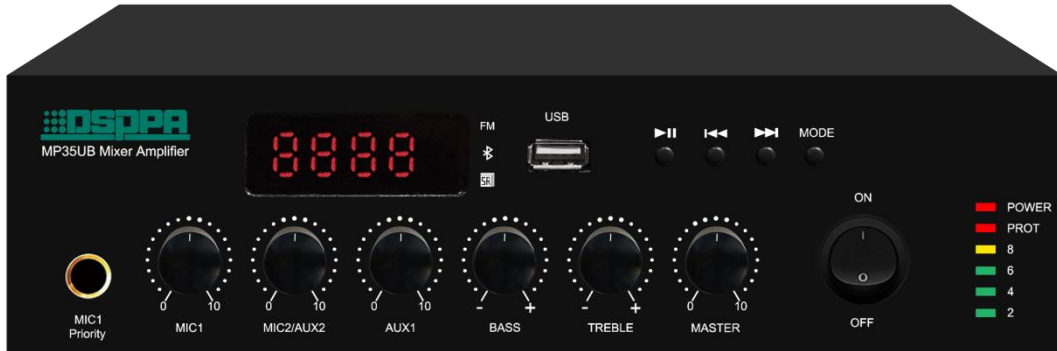 DSPPA
MP35UB Mixer Amplifier
8888
FM
USB
MODE
ON
OFF
POWER
PROT
8
6
4
2
MIC1
Priority
0 10
MIC1
0 10
MIC2/AUX2
0 10
AUX1
- +
BASS
- +
TREBLE
0 10
MASTER